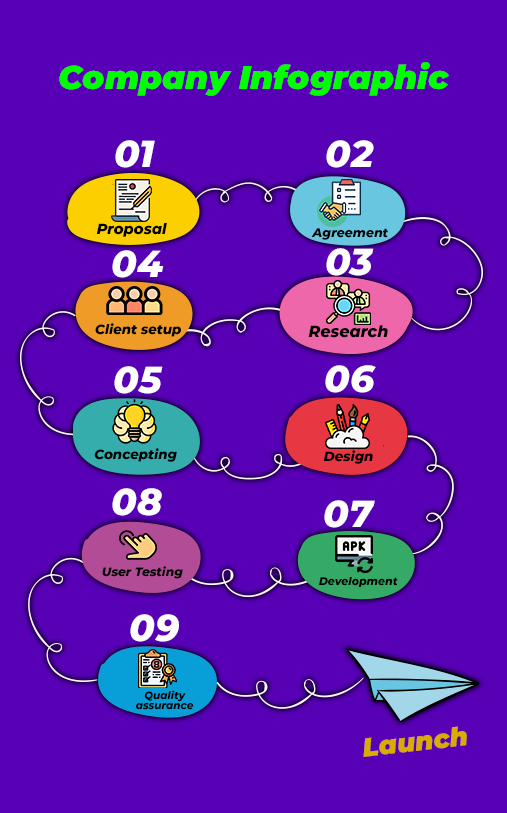 Company Infographic
01
Proposal
02
Agreement
03
Research
04
Client setup
05
Concepting
06
Design
07
APK
Development
08
User Testing
09
Quality
assurance
Launch